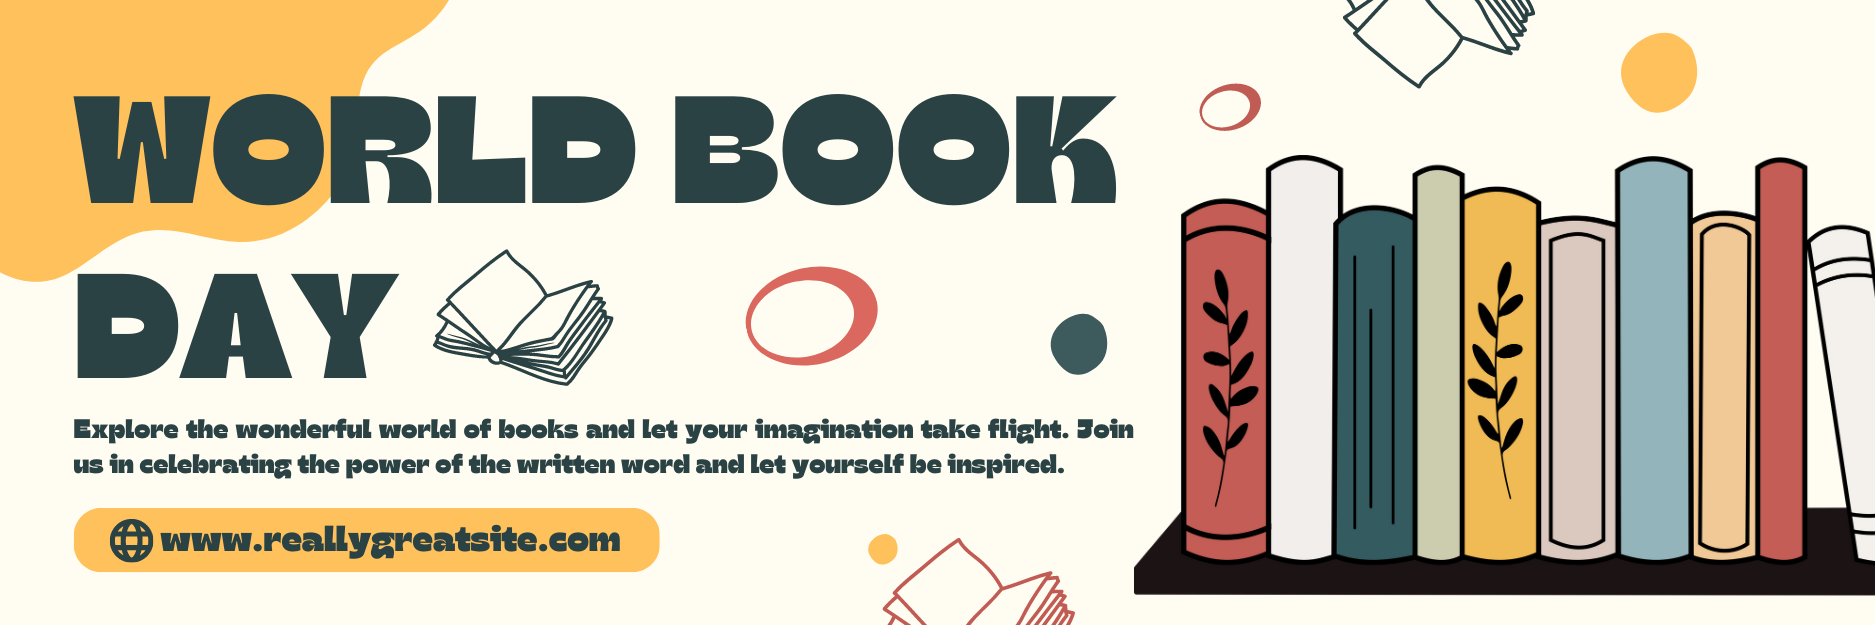 WORLD BOOK
DAY
Explore the wonderful world of books and let your imagination take flight. Join
us in celebrating the power of the written word and let yourself be inspired.
www.reallygreatsite.com